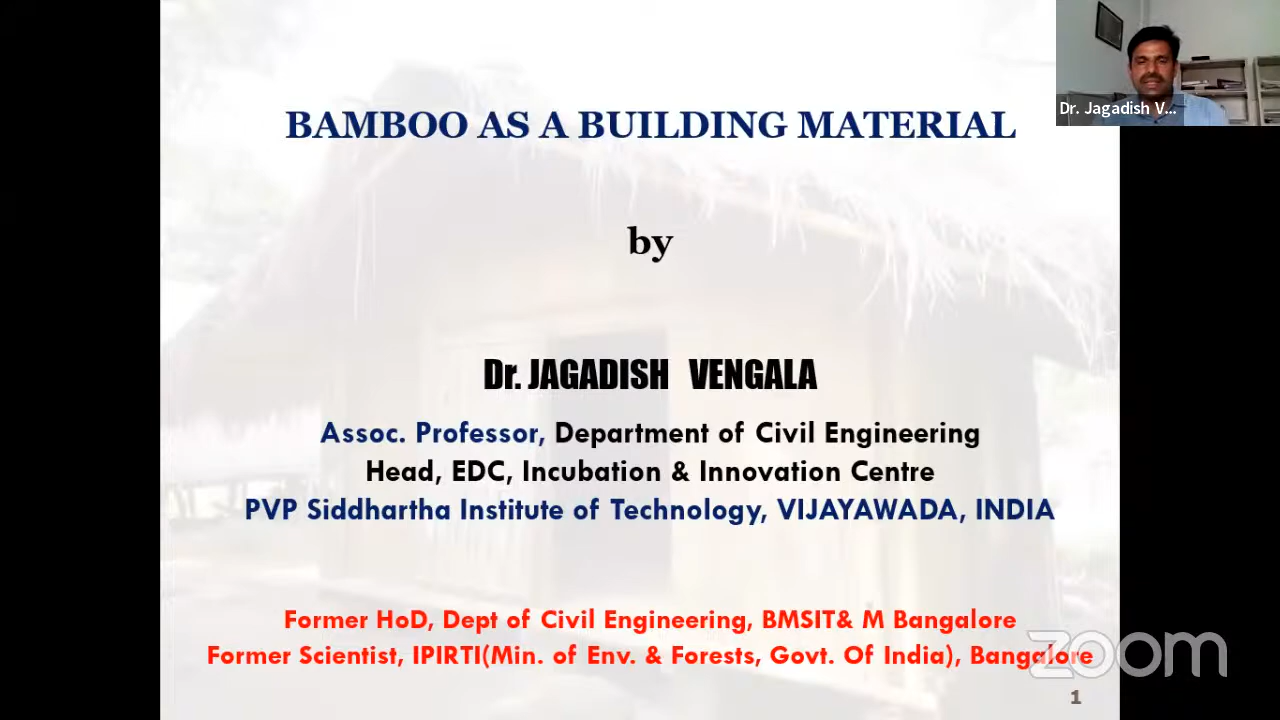 BAMBOO AS A BUILDING MATERIAL
Dr. Jagadish V...
by
Dr. JAGADISH VENGALA
Assoc. Professor, Department of Civil Engineering
Head, EDC, Incubation & Innovation Centre
PVP Siddhartha Institute of Technology, VIJAYAWADA, INDIA
Former HoD, Dept of Civil Engineering, BMSIT& M Bangalore
Former Scientist, IPIRTI(Min. of Env. & Forests, Govt. Of India), Bangalore
zoom
1